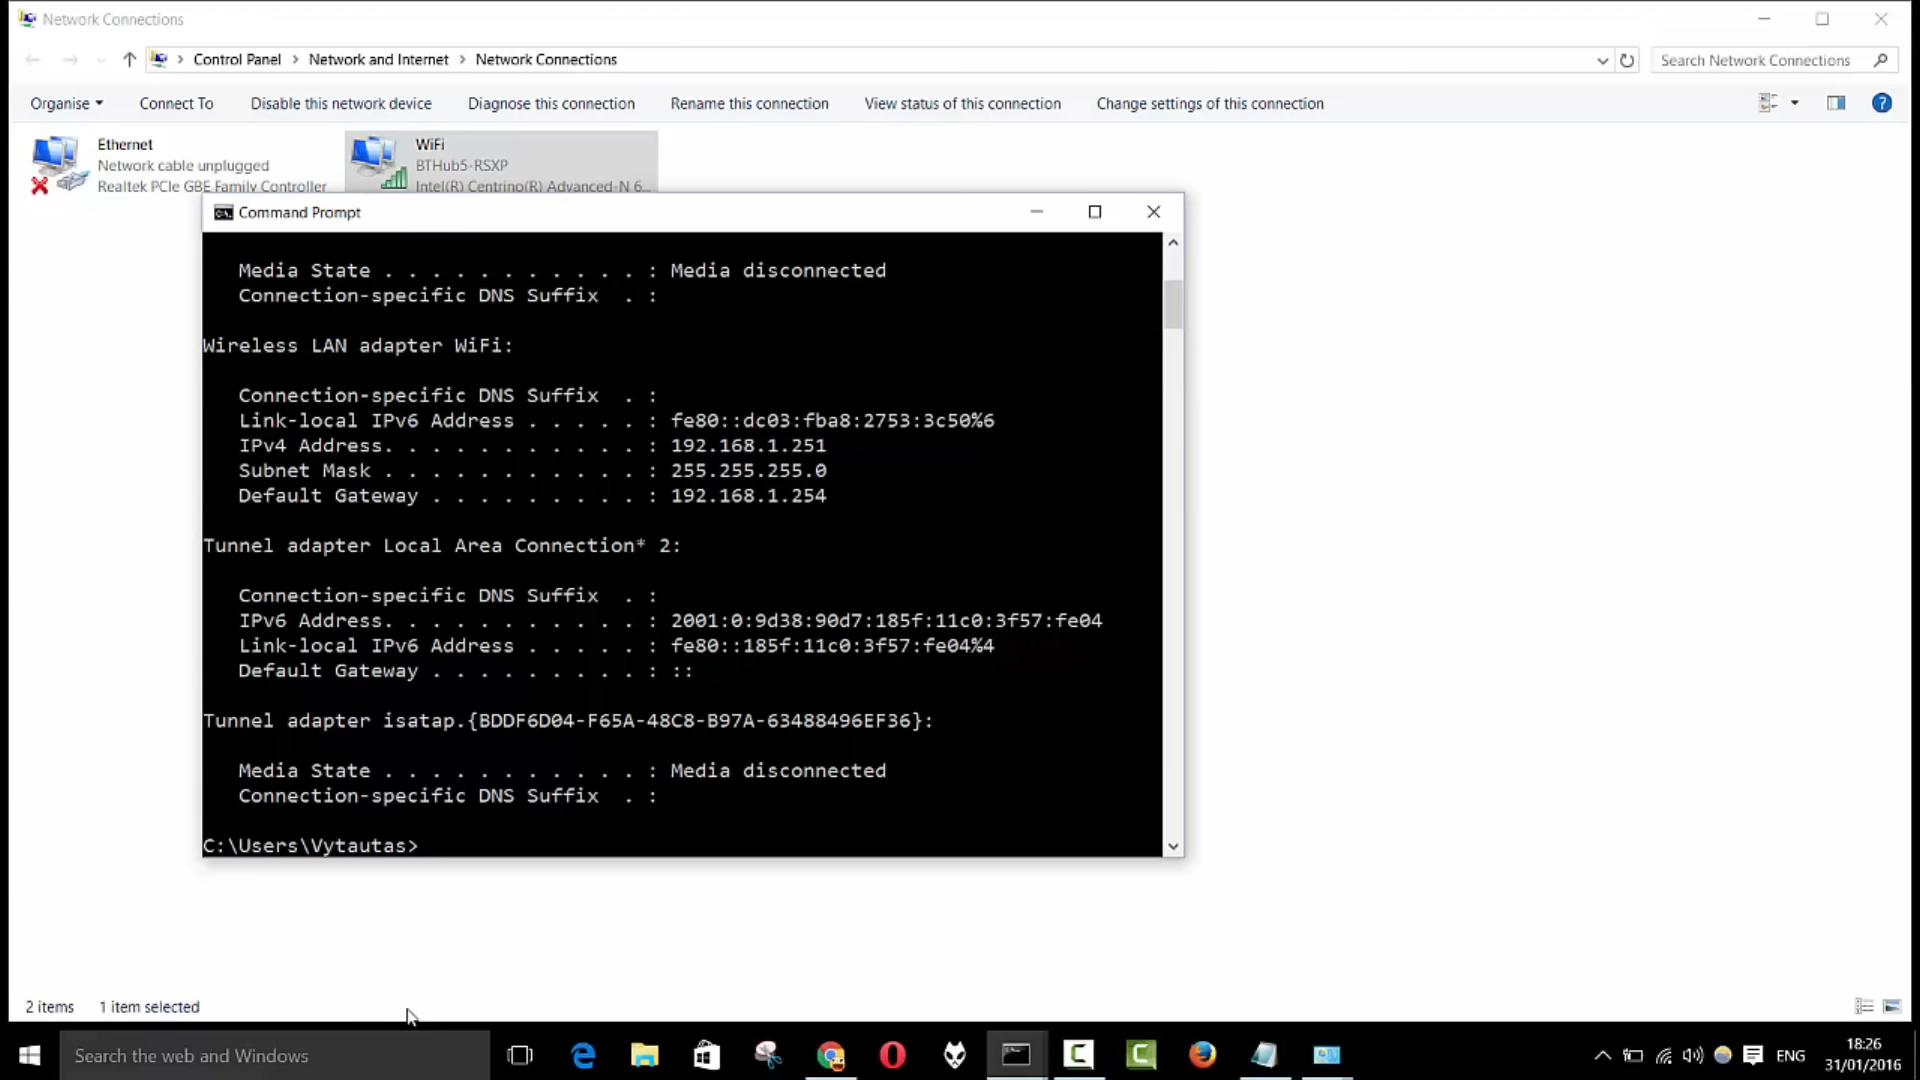 Network Connections
Control Panel > Network and Internet > Network Connections
Search Network Connections
Organise Connect To Disable this network device Diagnose this connection Rename this connection View status of this connection Change settings of this connection
Ethernet
Network cable unplugged
Realtek PCIe GBE Family Controller
WiFi
BTHub5-RSXP
Intel(R) Centrino(R) Advanced-N 6...
Command Prompt
Media State . . . . . . . . . . . : Media disconnected
Connection-specific DNS Suffix . :
Wireless LAN adapter WiFi:
Connection-specific DNS Suffix . :
Link-local IPv6 Address . . . . . : fe80::dc03:fba8:2753:3c50%6
IPv4 Address. . . . . . . . . . . : 192.168.1.251
Subnet Mask . . . . . . . . . . . : 255.255.255.0
Default Gateway . . . . . . . . . : 192.168.1.254
Tunnel adapter Local Area Connection* 2:
Connection-specific DNS Suffix . :
IPv6 Address. . . . . . . . . . . : 2001:0:9d38:90d7:185f:11c0:3f57:fe04
Link-local IPv6 Address . . . . . : fe80::185f:11c0:3f57:fe04%4
Default Gateway . . . . . . . . . : ::
Tunnel adapter isatap.{BDDF6D04-F65A-48C8-B97A-63488496EF36}:
Media State . . . . . . . . . . . : Media disconnected
Connection-specific DNS Suffix . :
C:\Users\Vytautas>
2 items 1 item selected
Search the web and Windows
ENG
18:26
31/01/2016